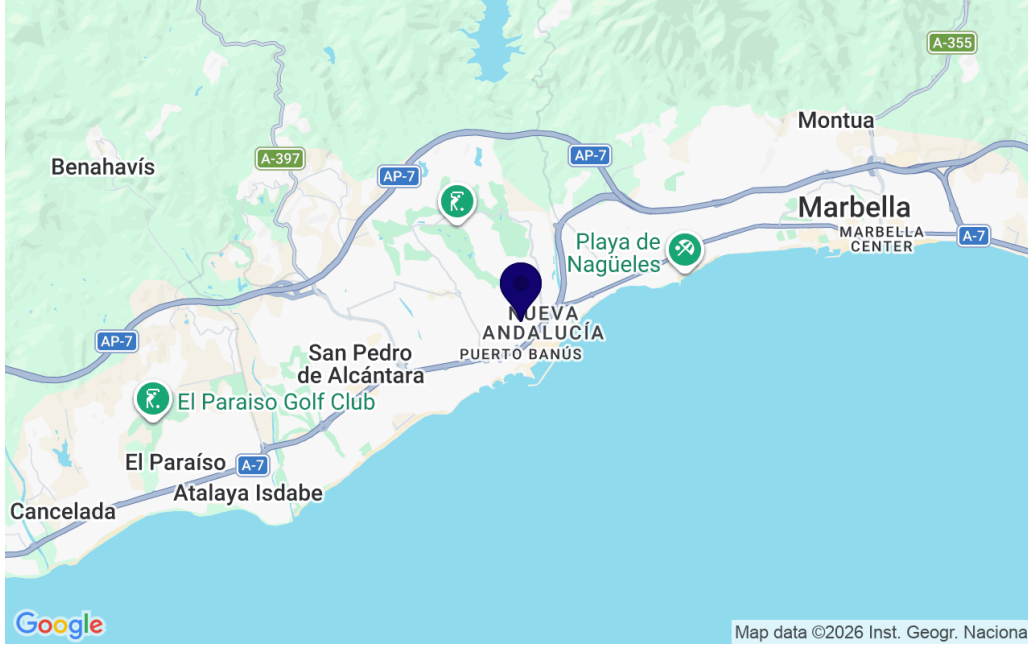 A-355
Montua
Benahavís
A-397
AP-7
AP-7
Marbella
MARBELLA
CENTER
A-7
Playa de
Nagüeles
NUEVA
ANDALUCÍA
PUERTO BANÚS
AP-7
San Pedro
de Alcántara
El Paraiso Golf Club
El Paraíso
A-7
Atalaya Isdabe
Cancelada
Google
Map data ©2026 Inst. Geogr. Naciona